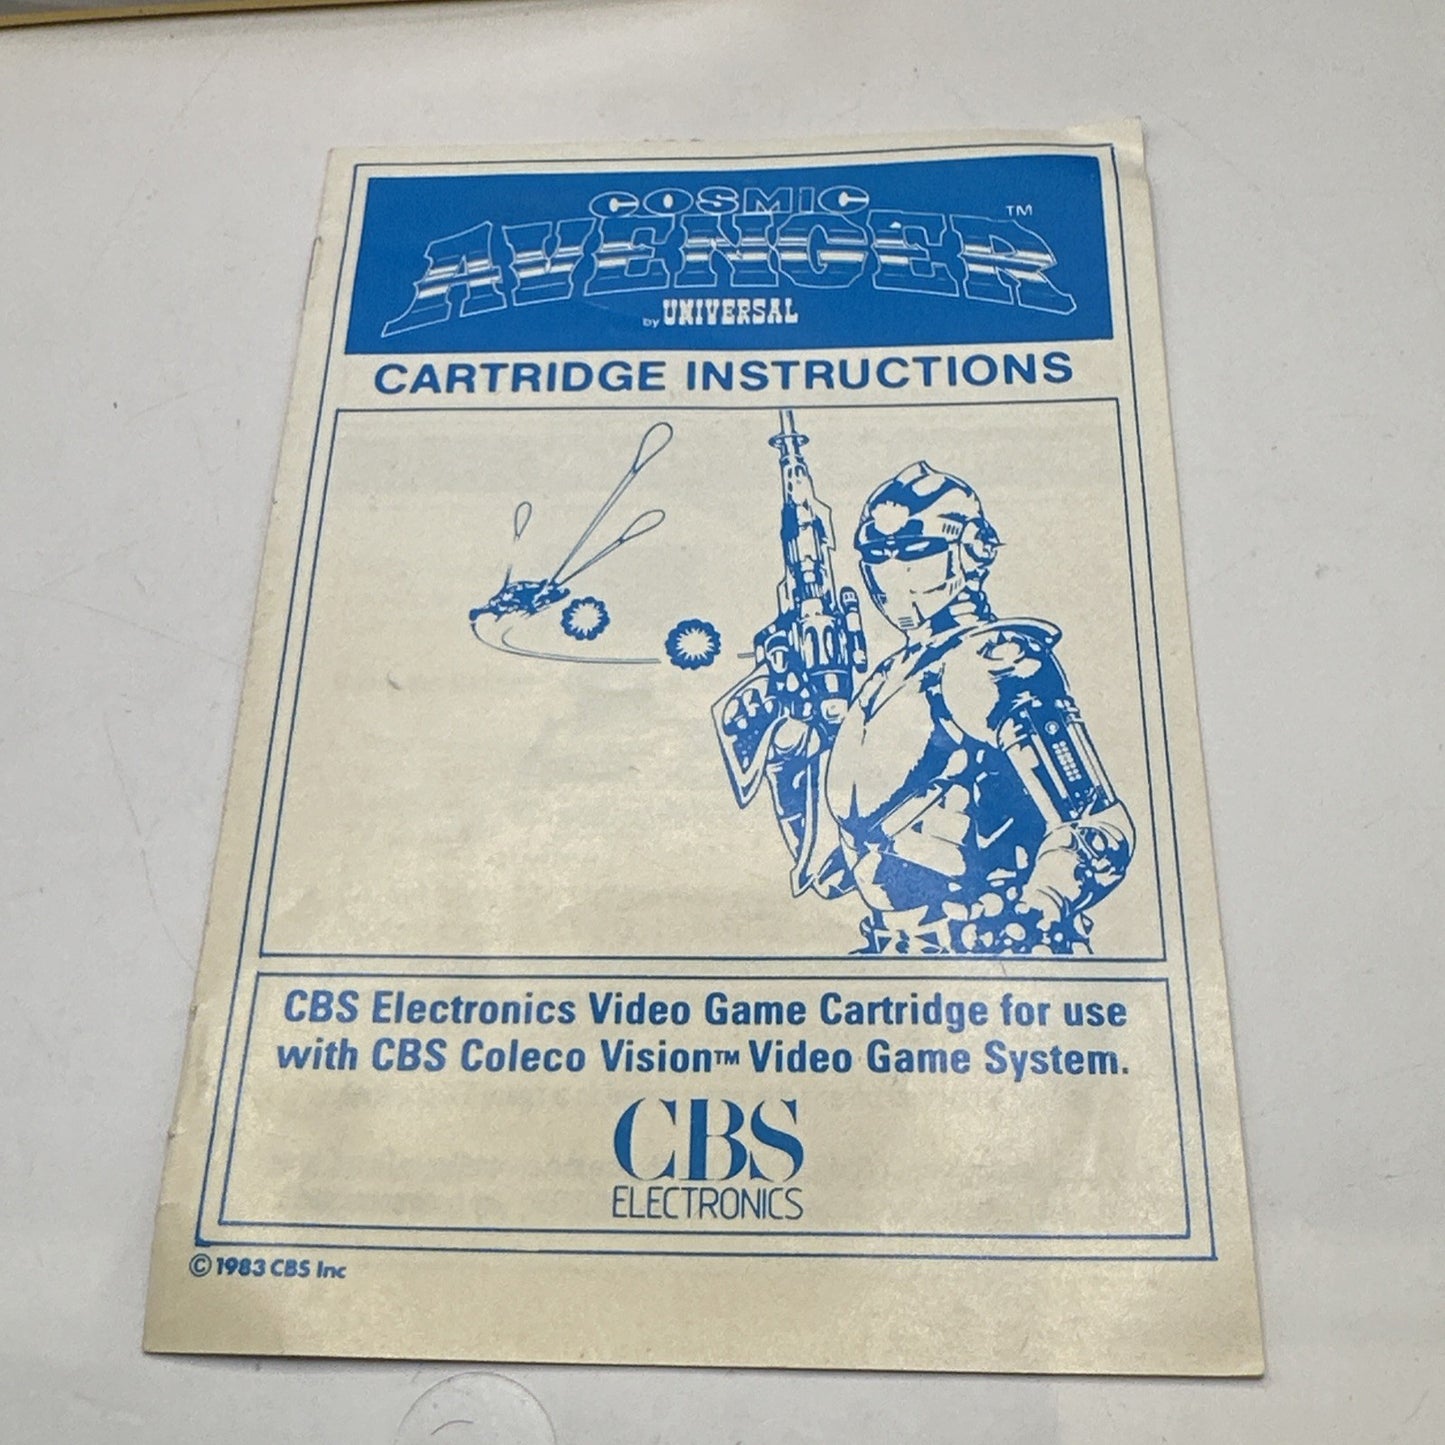 COSMIC
AVENGER™
by UNIVERSAL
CARTRIDGE INSTRUCTIONS
CBS Electronics Video Game Cartridge for use
with CBS Coleco Vision™ Video Game System.
CBS
ELECTRONICS
© 1983 CBS Inc